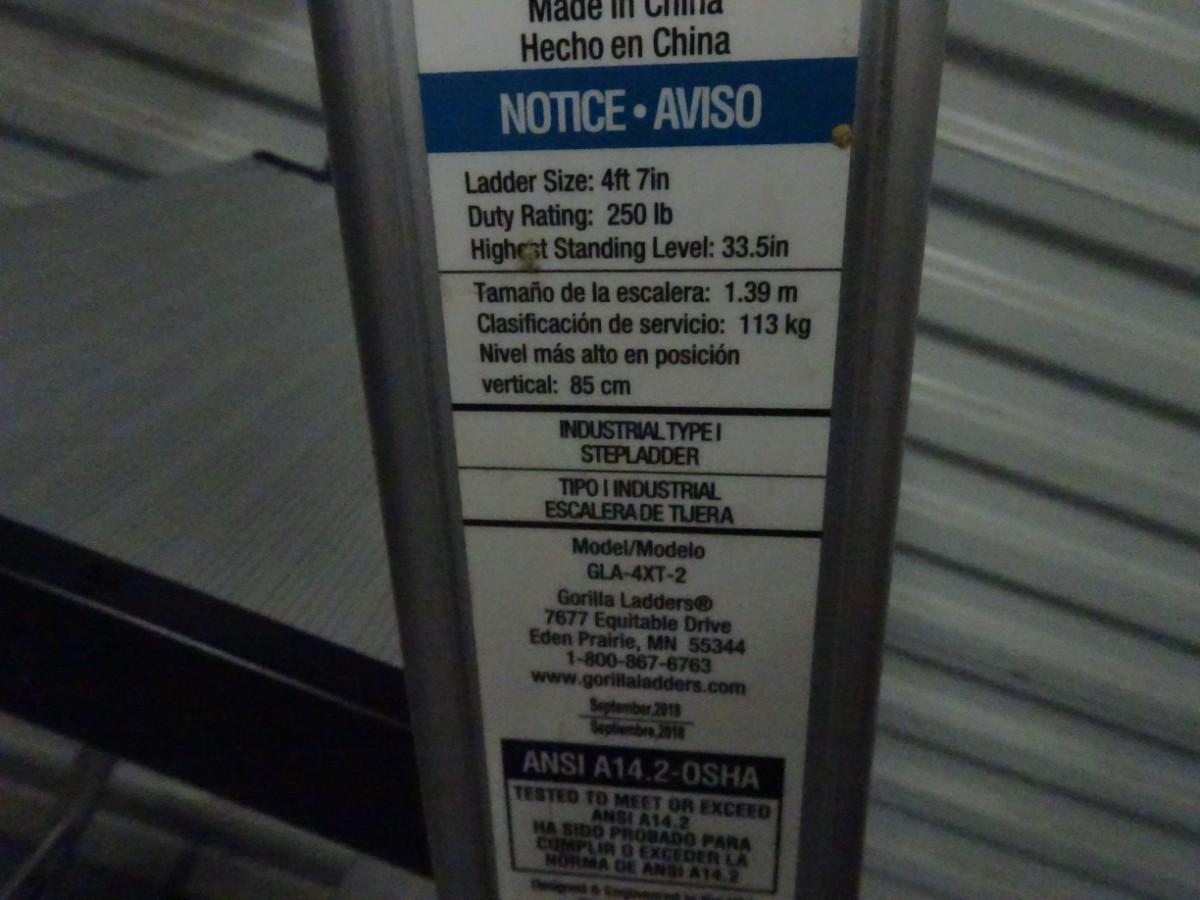 Made in China
Hecho en China
NOTICE • AVISO
Ladder Size: 4ft 7in
Duty Rating: 250 lb
Highest Standing Level: 33.5in
Tamaño de la escalera: 1.39 m
Clasificación de servicio: 113 kg
Nivel más alto en posición
vertical: 85 cm
INDUSTRIAL TYPE I
STEPLADDER
TIPO I INDUSTRIAL
ESCALERA DE TIJERA
Model/Modelo
GLA-4XT-2
Gorilla Ladders®
7677 Equitable Drive
Eden Prairie, MN 55344
1-800-867-6763
www.gorillaladders.com
September,2018
Septiembre,2018
ANSI A14.2-OSHA
TESTED TO MEET OR EXCEED
ANSI A14.2
HA SIDO PROBADO PARA
CUMPLIR O EXCEDER LA
NORMA DE ANSI A14.2
Designed & Engineered in the